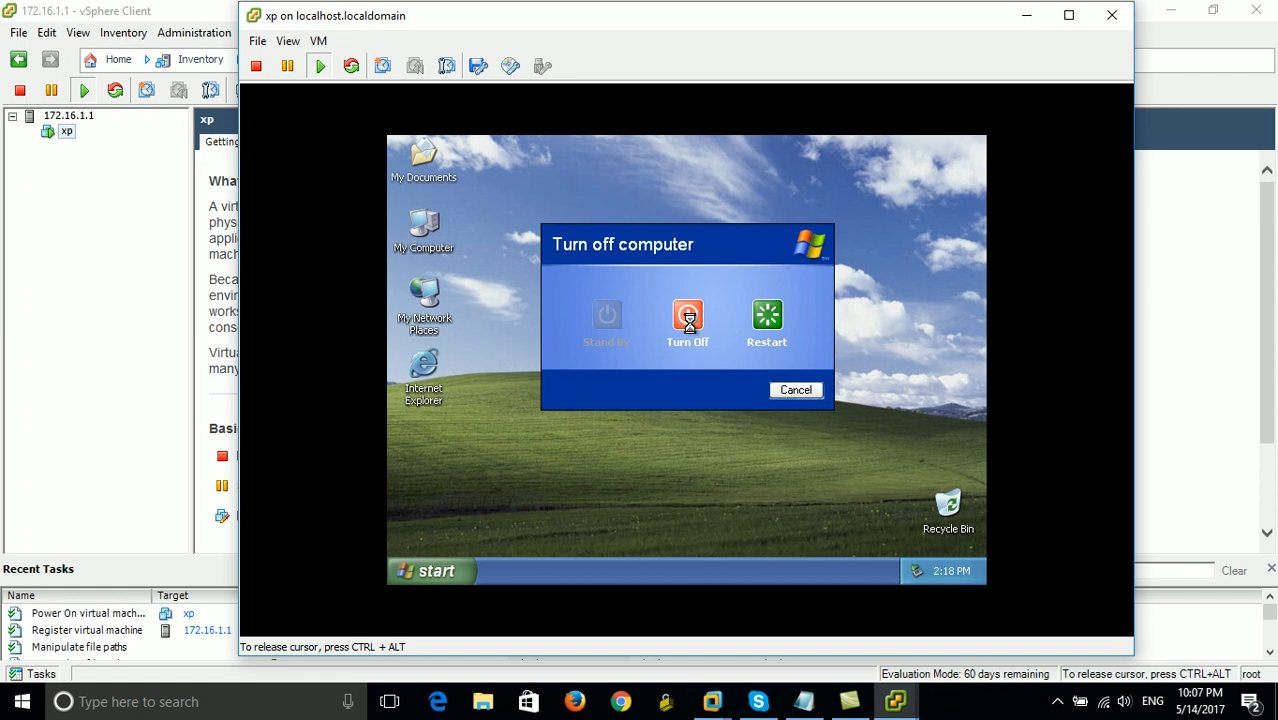 172.16.1.1 - vSphere Client
File Edit View Inventory Administration
Home Inventory
172.16.1.1
xp
xp
Getting
What
A virt
phys
appli
mach
Beca
envir
works
conso
Virtu
many
Basi
xp on localhost.localdomain
File View VM
My Documents
My Computer
My Network
Places
Internet
Explorer
Turn off computer
Stand By
Turn Off
Restart
Cancel
Recycle Bin
start
2:18 PM
To release cursor, press CTRL + ALT
Recent Tasks
Clear
Name Target
Power On virtual mach... xp
Register virtual machine 172.16.1.1
Manipulate file paths
Tasks
Evaluation Mode: 60 days remaining
To release cursor, press CTRL+ALT
root
Type here to search
ENG
10:07 PM
5/14/2017
2